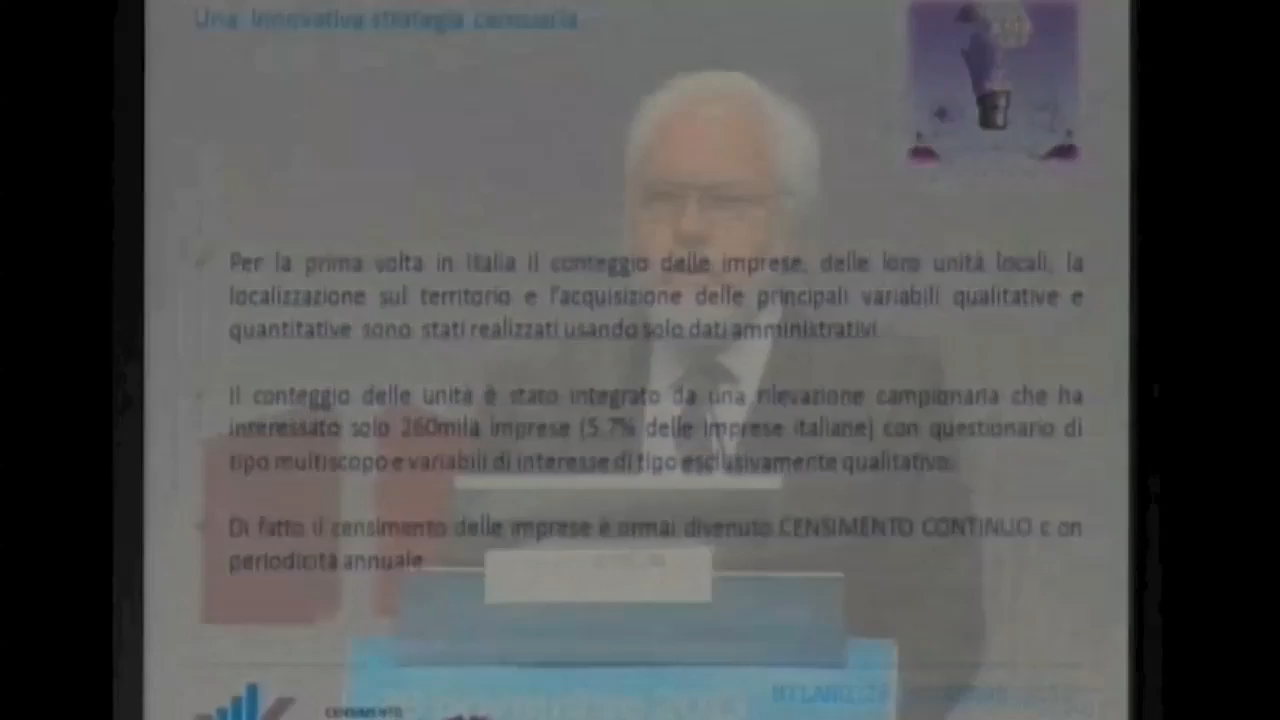 Una innovativa strategia censuaria
Per la prima volta in Italia il conteggio delle imprese, delle loro unità locali, la
localizzazione sul territorio e l'acquisizione delle principali variabili qualitative e
quantitative sono stati realizzati usando solo dati amministrativi
Il conteggio delle unità è stato integrato da una rilevazione campionaria che ha
interessato solo 260mila imprese (5.7% delle imprese italiane) con questionario di
tipo multiscopo e variabili di interesse di tipo esclusivamente qualitativo.
Di fatto il censimento delle imprese è ormai divenuto CENSIMENTO CONTINUO c on
periodicità annuale
CENSIMENTO
MILANO